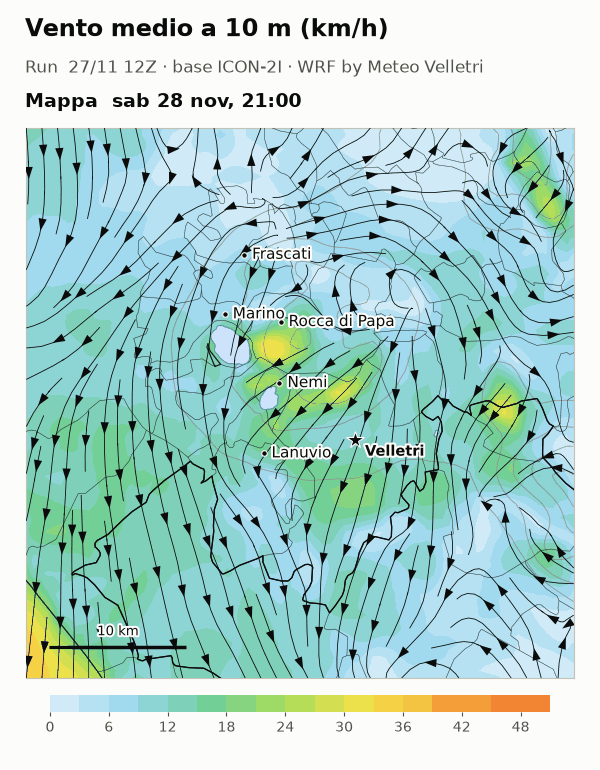 Vento medio a 10 m (km/h)
Run  27/11 12Z · base ICON-2I · WRF by Meteo Velletri
Mappa  sab 28 nov, 21:00
Frascati
Marino
Rocca di Papa
Nemi
Velletri
Lanuvio
10 km
0 6 12 18 24 30 36 42 48